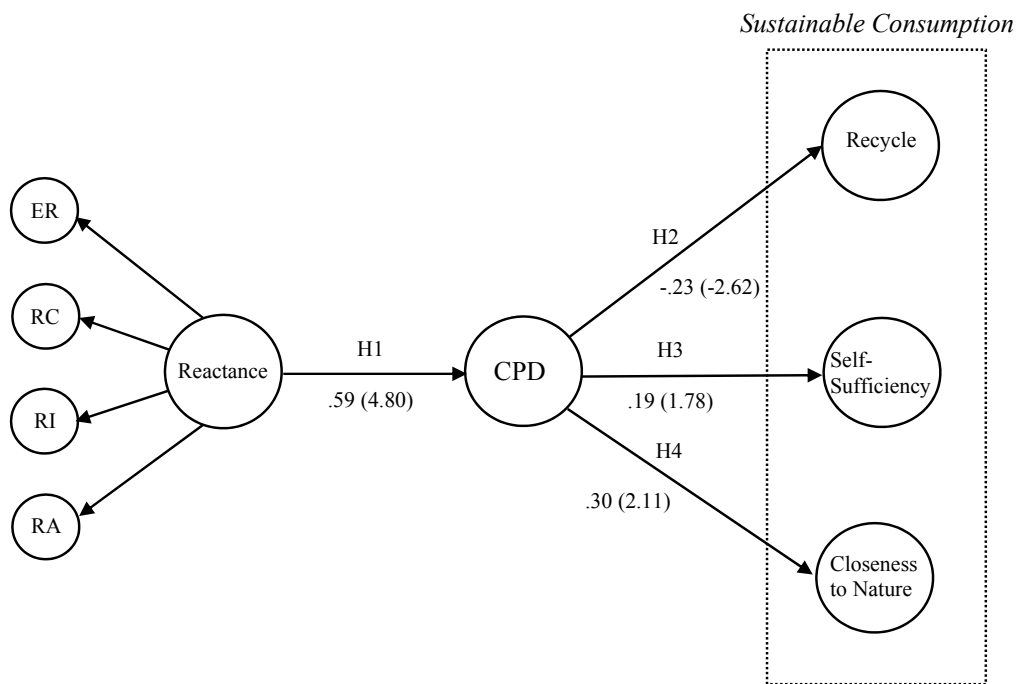 Sustainable Consumption
Recycle
ER
H2
-.23 (-2.62)
RC
H1
H3
Reactance
CPD
Self-
Sufficiency
.59 (4.80)
.19 (1.78)
RI
H4
.30 (2.11)
RA
Closeness
to Nature